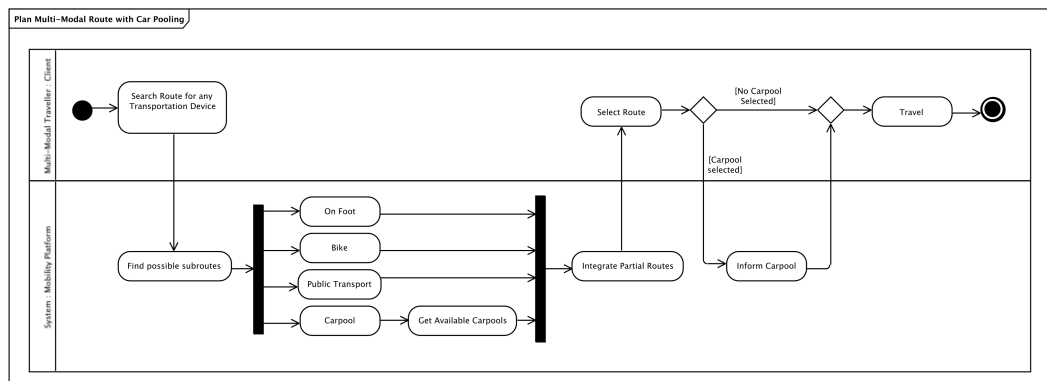 Plan Multi-Modal Route with Car Pooling
Multi-Modal Traveller : Client
Search Route for any
Transportation Device
Select Route
[No Carpool
Selected]
Travel
[Carpool
selected]
System : Mobility Platform
Find possible subroutes
On Foot
Bike
Public Transport
Carpool
Get Available Carpools
Integrate Partial Routes
Inform Carpool